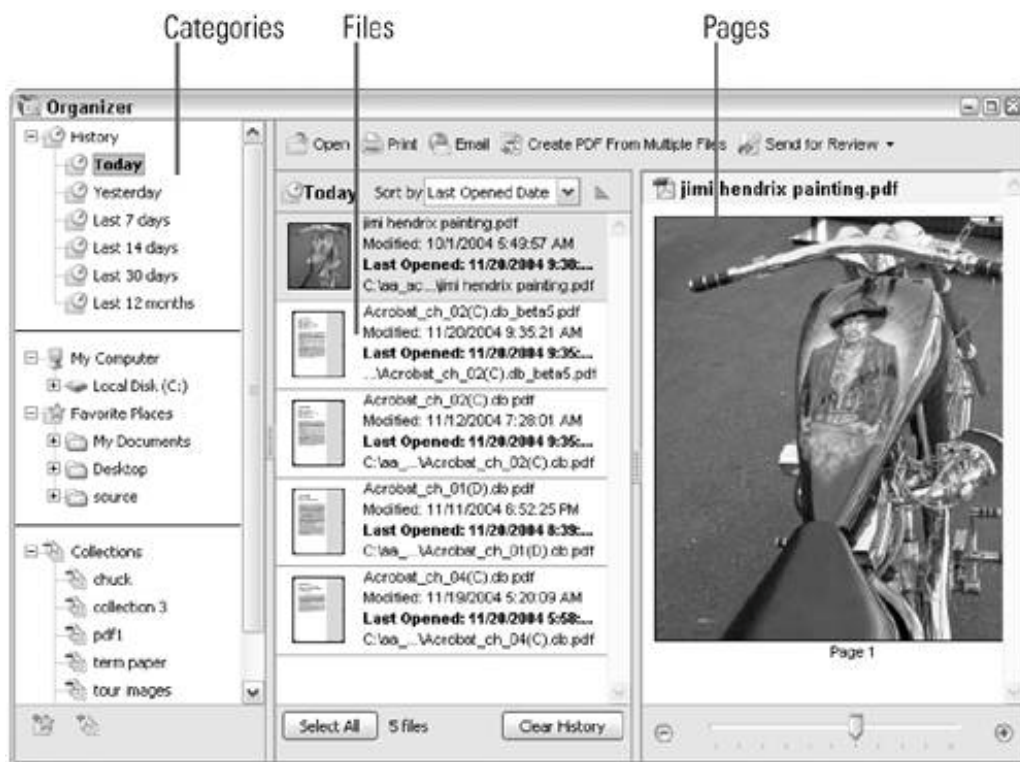 Categories Files Pages
Organizer
History
Today
Yesterday
Last 7 days
Last 14 days
Last 30 days
Last 12 months
My Computer
Local Disk (C:)
Favorite Places
My Documents
Desktop
source
Collections
chuck
collection 3
pdf1
term paper
tour images
Open Print Email Create PDF From Multiple Files Send for Review
Today Sort by Last Opened Date
jimi hendrix painting.pdf
Modified: 10/1/2004 5:49:57 AM
Last Opened: 11/20/2004 9:38:...
C:\aa_ac...\jimi hendrix painting.pdf
Acrobat_ch_02(C).db_beta5.pdf
Modified: 11/20/2004 9:35:21 AM
Last Opened: 11/20/2004 9:35:...
...\Acrobat_ch_02(C).db_beta5.pdf
Acrobat_ch_02(C).db.pdf
Modified: 11/12/2004 7:28:01 AM
Last Opened: 11/20/2004 9:35:...
C:\aa_...\Acrobat_ch_02(C).db.pdf
Acrobat_ch_01(D).db.pdf
Modified: 11/11/2004 6:52:25 PM
Last Opened: 11/20/2004 8:39:...
C:\aa_...\Acrobat_ch_01(D).db.pdf
Acrobat_ch_04(C).db.pdf
Modified: 11/19/2004 5:20:09 AM
Last Opened: 11/20/2004 5:58:...
C:\aa_...\Acrobat_ch_04(C).db.pdf
Select All 5 files Clear History
jimi hendrix painting.pdf
Page 1